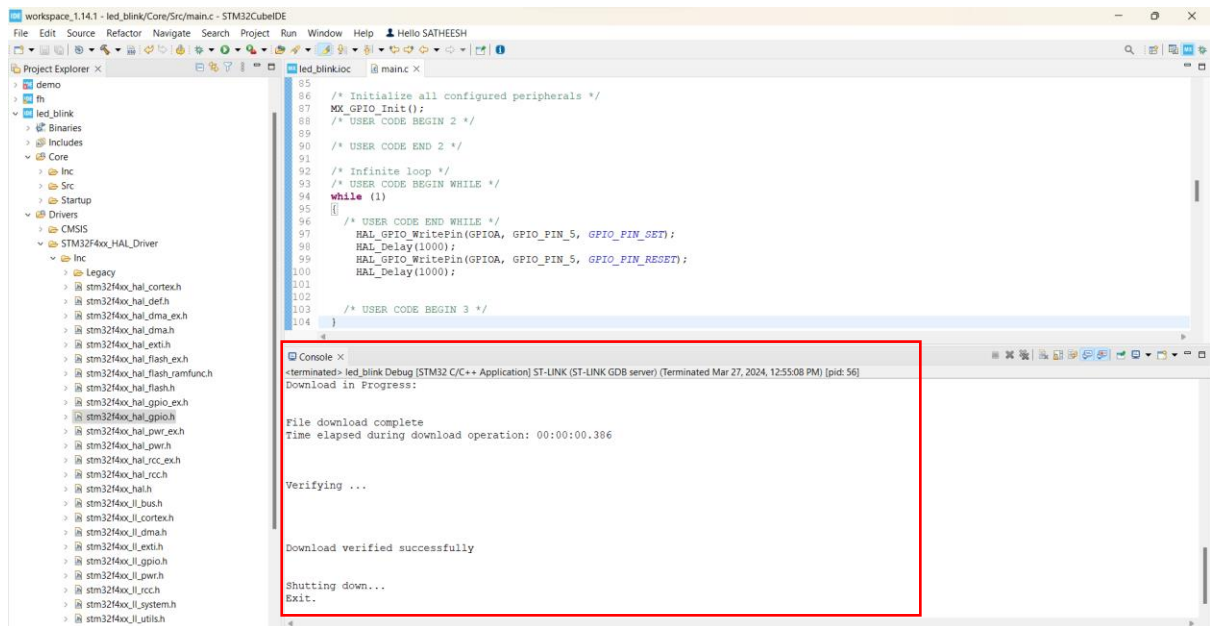 workspace_1.14.1 - led_blink/Core/Src/main.c - STM32CubeIDE
File Edit Source Refactor Navigate Search Project Run Window Help Hello SATHEESH
Project Explorer
demo
fh
led_blink
Binaries
Includes
Core
Inc
Src
Startup
Drivers
CMSIS
STM32F4xx_HAL_Driver
Inc
Legacy
stm32f4xx_hal_cortex.h
stm32f4xx_hal_def.h
stm32f4xx_hal_dma_ex.h
stm32f4xx_hal_dma.h
stm32f4xx_hal_exti.h
stm32f4xx_hal_flash_ex.h
stm32f4xx_hal_flash_ramfunc.h
stm32f4xx_hal_flash.h
stm32f4xx_hal_gpio_ex.h
stm32f4xx_hal_gpio.h
stm32f4xx_hal_pwr_ex.h
stm32f4xx_hal_pwr.h
stm32f4xx_hal_rcc_ex.h
stm32f4xx_hal_rcc.h
stm32f4xx_hal.h
stm32f4xx_ll_bus.h
stm32f4xx_ll_cortex.h
stm32f4xx_ll_dma.h
stm32f4xx_ll_exti.h
stm32f4xx_ll_gpio.h
stm32f4xx_ll_pwr.h
stm32f4xx_ll_rcc.h
stm32f4xx_ll_system.h
stm32f4xx_ll_utils.h
led_blink.ioc main.c
85
86 /* Initialize all configured peripherals */
87 MX_GPIO_Init();
88 /* USER CODE BEGIN 2 */
89
90 /* USER CODE END 2 */
91
92 /* Infinite loop */
93 /* USER CODE BEGIN WHILE */
94 while (1)
95 {
96 /* USER CODE END WHILE */
97 HAL_GPIO_WritePin(GPIOA, GPIO_PIN_5, GPIO_PIN_SET);
98 HAL_Delay(1000);
99 HAL_GPIO_WritePin(GPIOA, GPIO_PIN_5, GPIO_PIN_RESET);
100 HAL_Delay(1000);
101
102
103 /* USER CODE BEGIN 3 */
104 }
Console
<terminated> led_blink Debug [STM32 C/C++ Application] ST-LINK (ST-LINK GDB server) (Terminated Mar 27, 2024, 12:55:08 PM) [pid: 56]
Download in Progress:
File download complete
Time elapsed during download operation: 00:00:00.386
Verifying ...
Download verified successfully
Shutting down...
Exit.